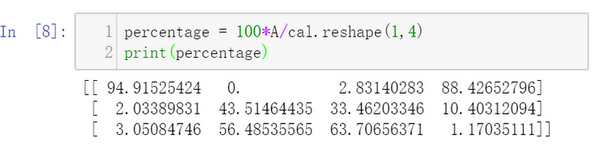 In [8]:
1 percentage = 100*A/cal.reshape(1,4)
2 print(percentage)
[[ 94.91525424 0. 2.83140283 88.42652796]
[ 2.03389831 43.51464435 33.46203346 10.40312094]
[ 3.05084746 56.48535565 63.70656371 1.17035111]]